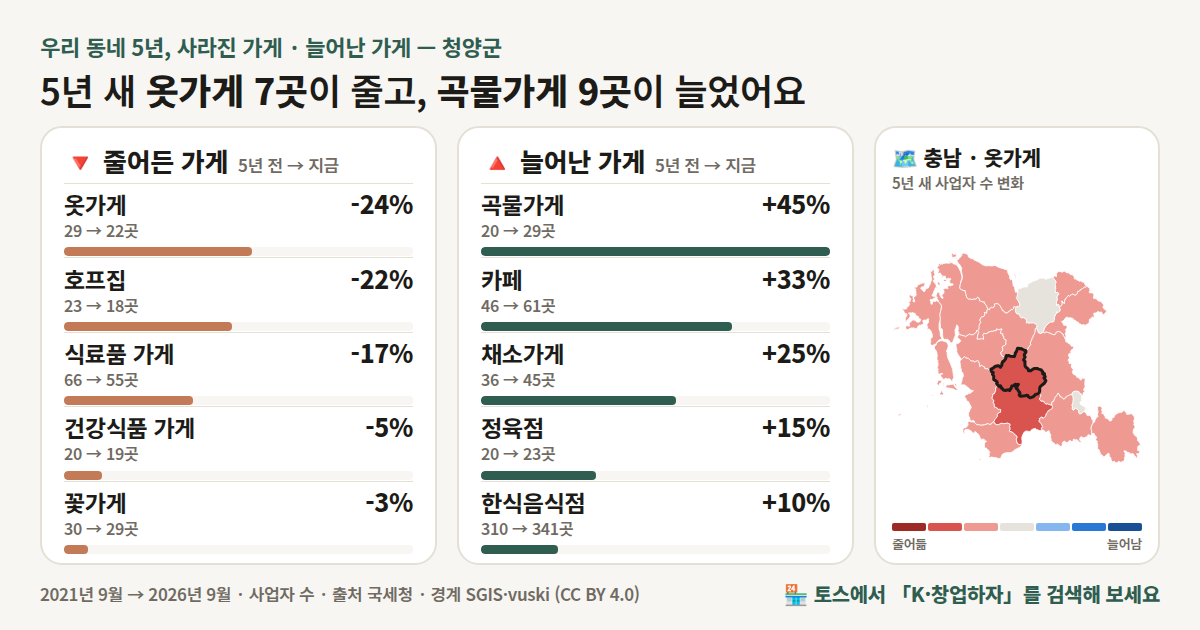 우리 동네 5년, 사라진 가게 · 늘어난 가게 — 청양군
5년 새 옷가게 7곳이 줄고, 곡물가게 9곳이 늘었어요
줄어든 가게 5년 전 → 지금
옷가게 -24%
29 → 22곳
호프집 -22%
23 → 18곳
식료품 가게 -17%
66 → 55곳
건강식품 가게 -5%
20 → 19곳
꽃가게 -3%
30 → 29곳
늘어난 가게 5년 전 → 지금
곡물가게 +45%
20 → 29곳
카페 +33%
46 → 61곳
채소가게 +25%
36 → 45곳
정육점 +15%
20 → 23곳
한식음식점 +10%
310 → 341곳
충남 · 옷가게
5년 새 사업자 수 변화
줄어듦 늘어남
2021년 9월 → 2026년 9월 · 사업자 수 · 출처 국세청 · 경계 SGIS·vuski (CC BY 4.0)
토스에서 「K·창업하자」를 검색해 보세요